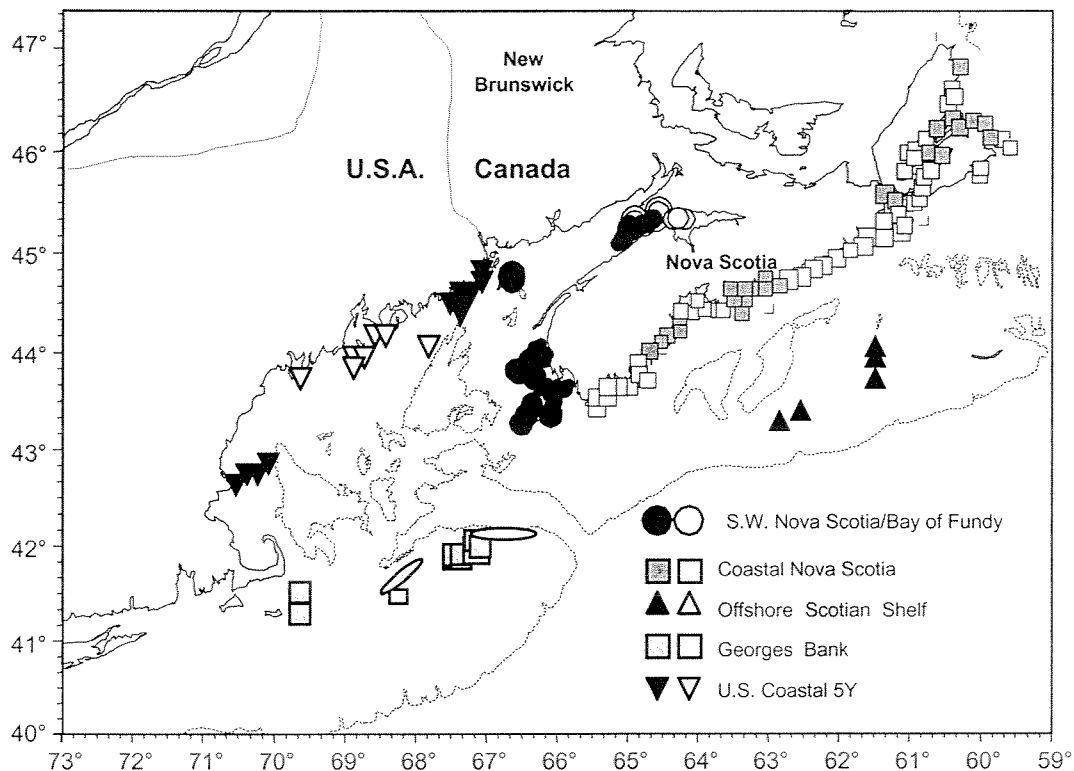 47°
46°
45°
44°
43°
42°
41°
40°
New
Brunswick
U.S.A. Canada
Nova Scotia
S.W. Nova Scotia/Bay of Fundy
Coastal Nova Scotia
Offshore Scotian Shelf
Georges Bank
U.S. Coastal 5Y
73° 72° 71° 70° 69° 68° 67° 66° 65° 64° 63° 62° 61° 60° 59°